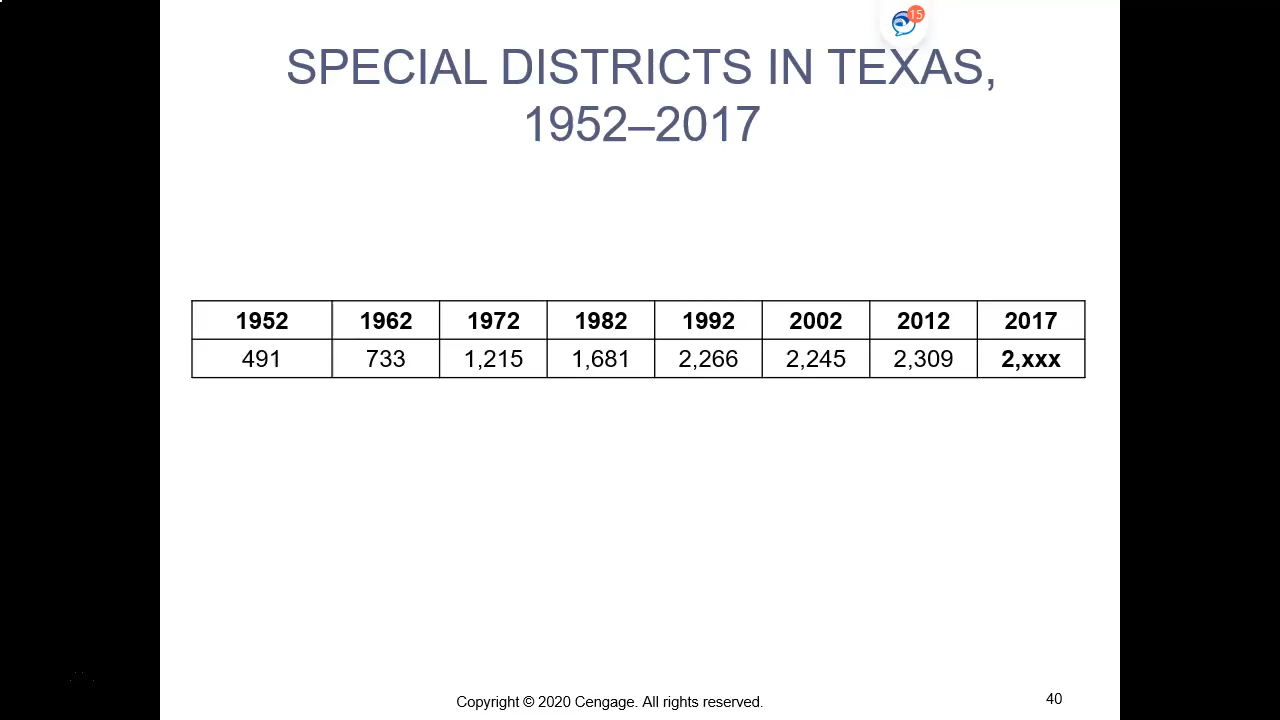 15
SPECIAL DISTRICTS IN TEXAS,
1952–2017
1952 1962 1972 1982 1992 2002 2012 2017
491 733 1,215 1,681 2,266 2,245 2,309 2,xxx
Copyright © 2020 Cengage. All rights reserved.
40